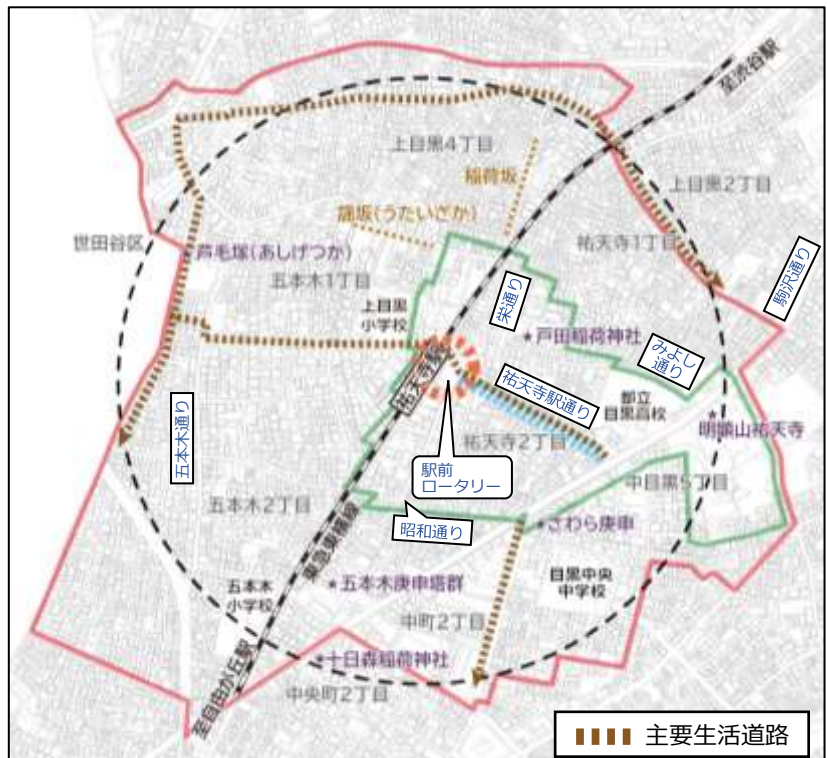 至渋谷駅
上目黒4丁目
稲荷坂
上目黒2丁目
謡坂(うたいざか)
世田谷区
芦毛塚(あしげつか)
祐天寺1丁目
駒沢通り
五本木1丁目
栄通り
上目黒
小学校
★戸田稲荷神社
みよし
通り
祐天寺駅
祐天寺駅通り
都立
目黒高校
五本木通り
明顕山祐天寺
祐天寺2丁目
駅前
ロータリー
中目黒5丁目
五本木2丁目
昭和通り
★さわら庚申
東急東横線
五本木
小学校
★五本木庚申塔群
目黒中央
中学校
中町2丁目
★十日森稲荷神社
至自由が丘駅
中央町2丁目
主要生活道路